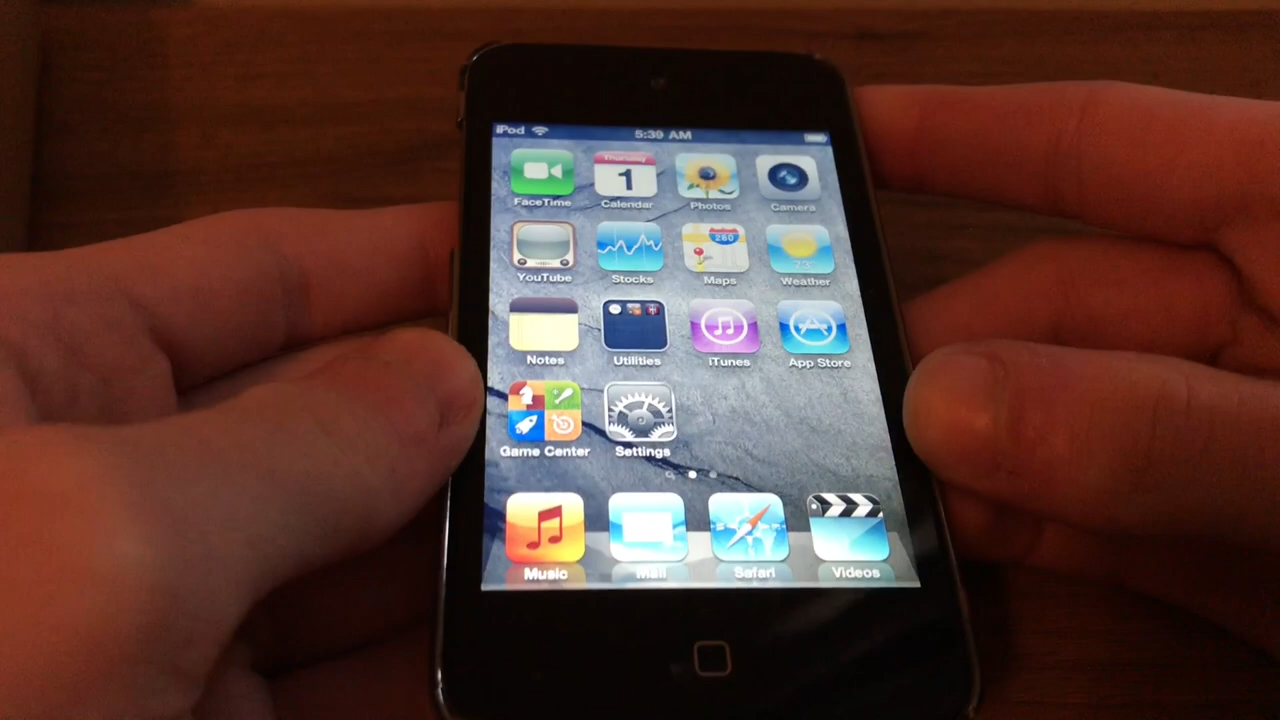 iPod 5:39 AM
Thursday
1
FaceTime Calendar Photos Camera
280
73°
YouTube Stocks Maps Weather
Notes Utilities iTunes App Store
Game Center Settings
Music Mail Safari Videos